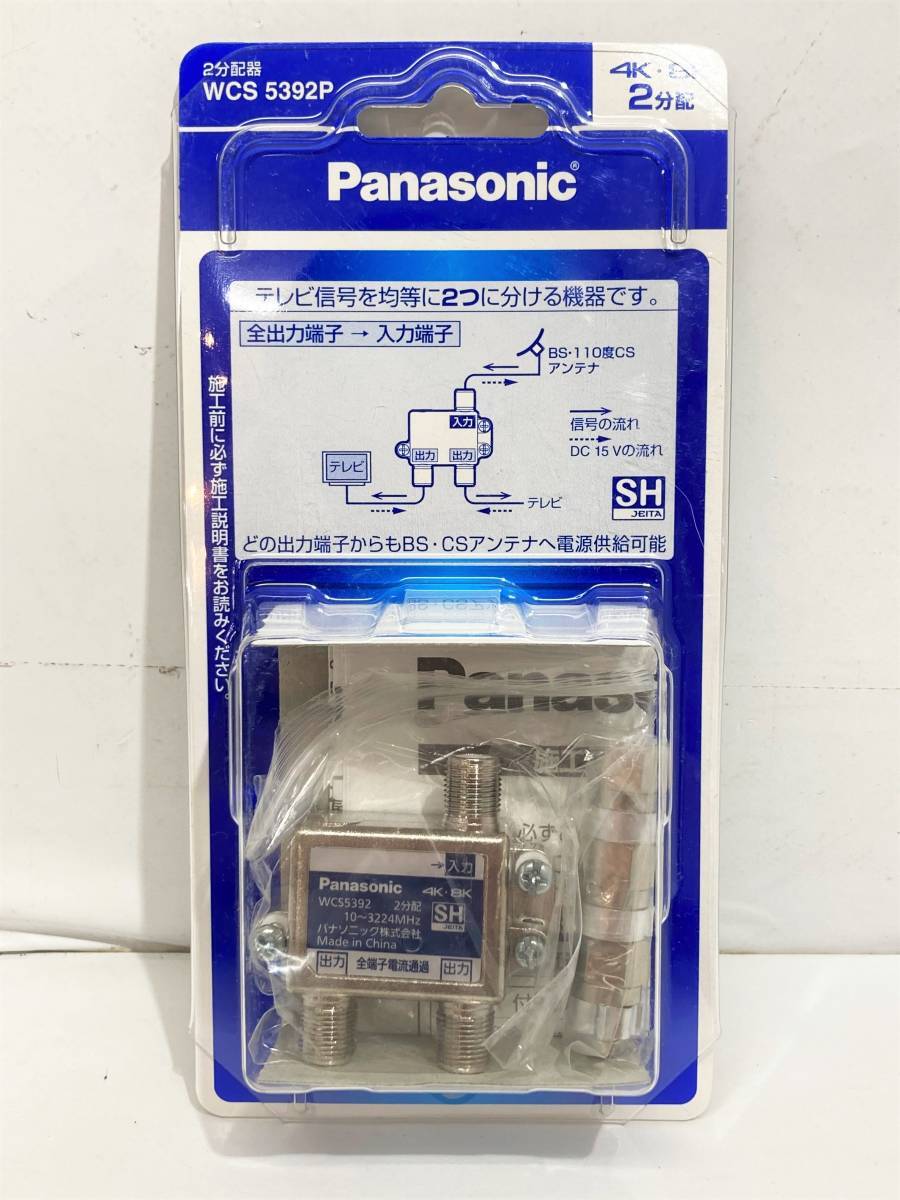 2分配器
WCS 5392P
4K・8
2分配
Panasonic®
テレビ信号を均等に2つに分ける機器です。
全出力端子 → 入力端子
BS・110度CS
アンテナ
入力
出力
出力
テレビ
テレビ
信号の流れ
DC 15 Vの流れ
SH
JEITA
どの出力端子からもBS・CSアンテナへ電源供給可能
施工前に必ず施工説明書をお読みください。
Panaso
施工
必ず
→入力
Panasonic 4K・8K
WCS5392 2分配
10~3224MHz
SH
JEITA
パナソニック株式会社
Made in China
出力 全端子電流通過 出力
付